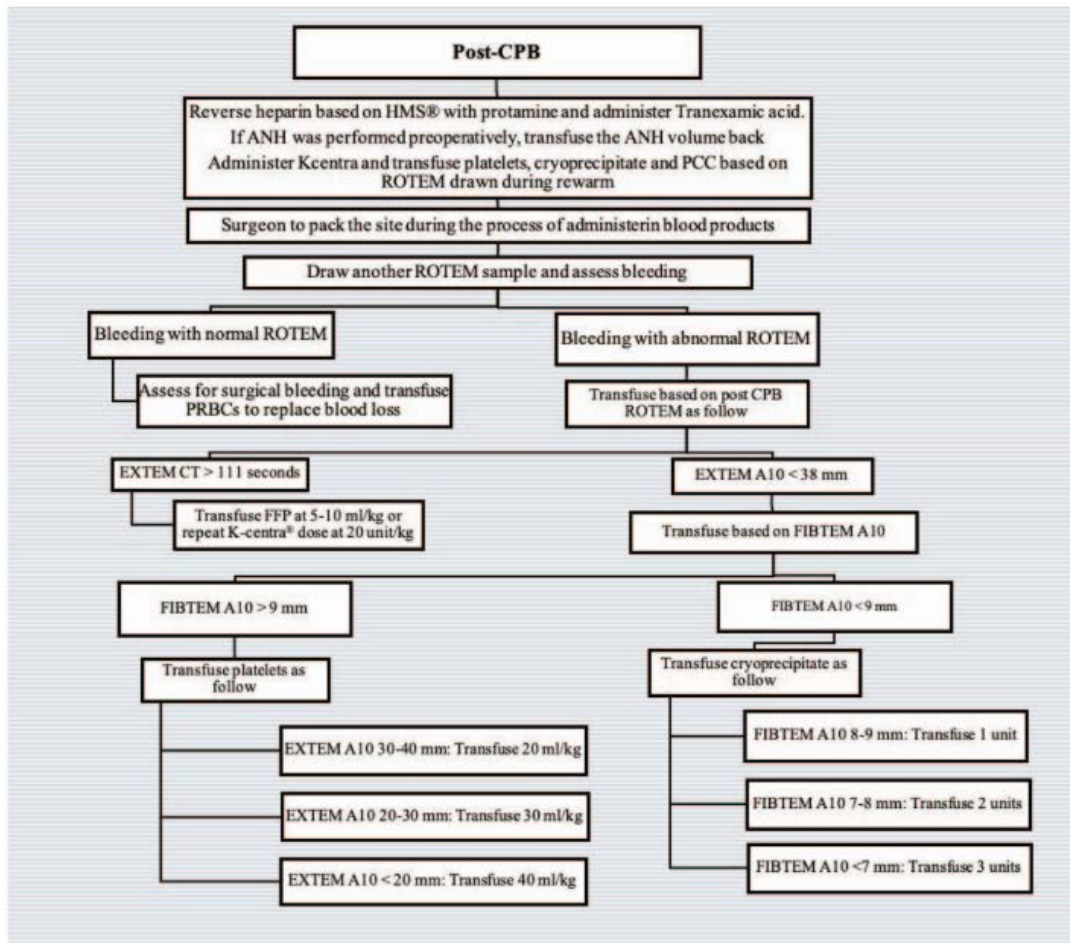 Post-CPB
Reverse heparin based on HMS® with protamine and administer Tranexamic acid.
If ANH was performed preoperatively, transfuse the ANH volume back
Administer Kcentra and transfuse platelets, cryoprecipitate and PCC based on
ROTEM drawn during rewarm
Surgeon to pack the site during the process of administerin blood products
Draw another ROTEM sample and assess bleeding
Bleeding with normal ROTEM
Bleeding with abnormal ROTEM
Assess for surgical bleeding and transfuse
PRBCs to replace blood loss
Transfuse based on post CPB
ROTEM as follow
EXTEM CT > 111 seconds
EXTEM A10 < 38 mm
Transfuse FFP at 5-10 ml/kg or
repeat K-centra® dose at 20 unit/kg
Transfuse based on FIBTEM A10
FIBTEM A10 > 9 mm
FIBTEM A10 <9 mm
Transfuse platelets as
follow
Transfuse cryoprecipitate as
follow
EXTEM A10 30-40 mm: Transfuse 20 ml/kg
EXTEM A10 20-30 mm: Transfuse 30 ml/kg
EXTEM A10 < 20 mm: Transfuse 40 ml/kg
FIBTEM A10 8-9 mm: Transfuse 1 unit
FIBTEM A10 7-8 mm: Transfuse 2 units
FIBTEM A10 <7 mm: Transfuse 3 units